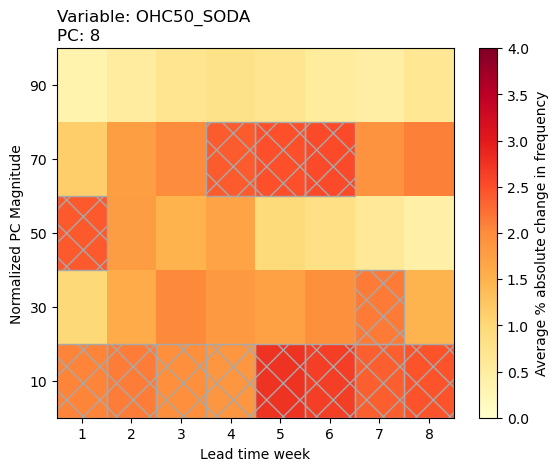 Variable: OHC50_SODA
PC: 8
Normalized PC Magnitude
90
70
50
30
10
1 2 3 4 5 6 7 8
Lead time week
4.0
3.5
3.0
2.5
2.0
1.5
1.0
0.5
0.0
Average % absolute change in frequency